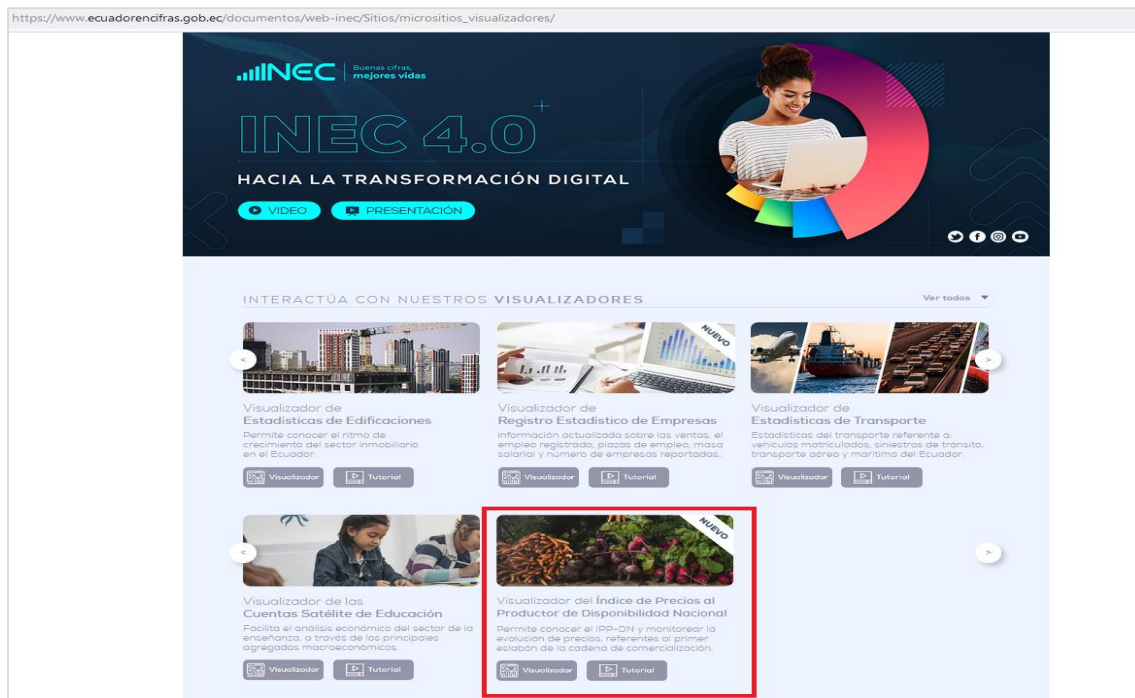 https://www.ecuadorencifras.gob.ec/documentos/web-inec/Sitios/micrositios_visualizadores/
INEC
Buenas cifras,
mejores vidas
INEC 4.0
HACIA LA TRANSFORMACIÓN DIGITAL
VIDEO
PRESENTACIÓN
INTERACTÚA CON NUESTROS VISUALIZADORES
Ver todos
NUEVO
Visualizador de
Estadísticas de Edificaciones
Permite conocer el ritmo de
crecimiento del sector inmobiliario
en el Ecuador.
Visualizador
Tutorial
Visualizador de
Registro Estadístico de Empresas
información actualizada sobre las ventas, el
empleo registrado, plazas de empleo, masa
salarial y número de empresas reportadas.
Visualizador
Tutorial
Visualizador de
Estadísticas de Transporte
Estadísticas del transporte referente a:
vehículos matriculados, siniestros de tránsito,
transporte aéreo y marítimo del Ecuador.
Visualizador
Tutorial
NUEVO
Visualizador de las
Cuentas Satélite de Educación
Facilita el análisis económico del sector de la
enseñanza, a través de los principales
agregados macroeconómicos.
Visualizador
Tutorial
Visualizador del Índice de Precios al
Productor de Disponibilidad Nacional
Permite conocer el IPP-DN y monitorear la
evolución de precios, referentes al primer
eslabón de la cadena de comercialización.
Visualizador
Tutorial